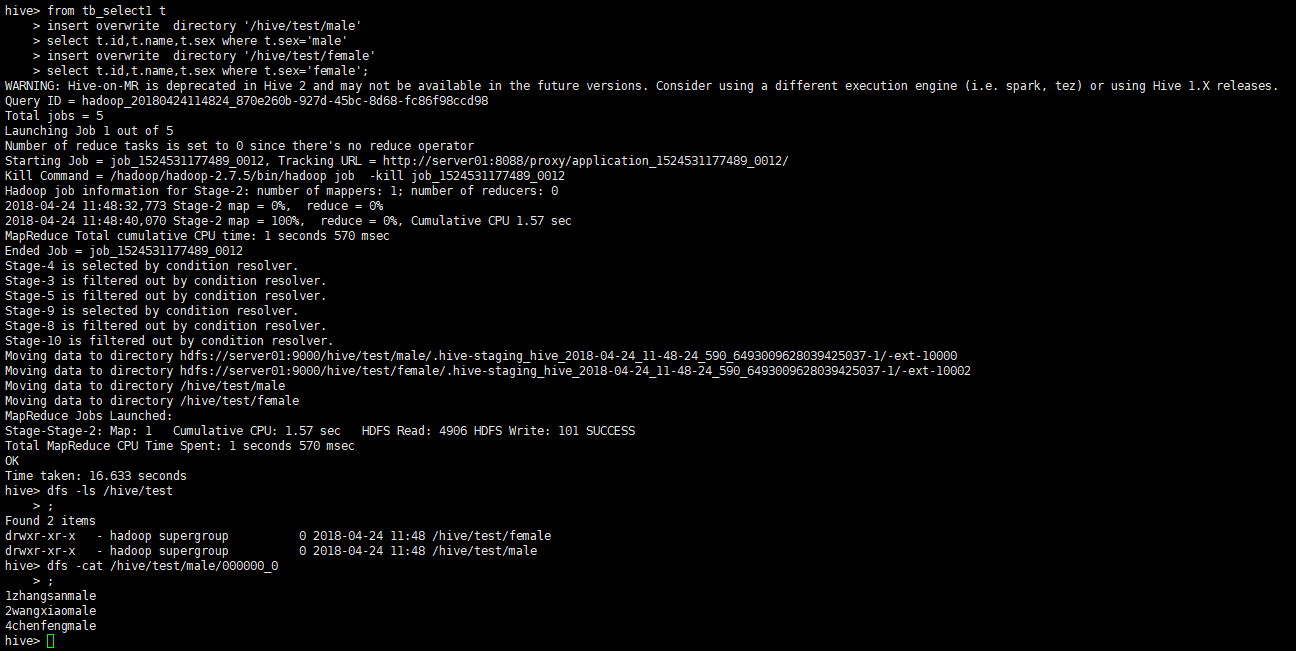 hive> from tb_select1 t
    > insert overwrite  directory '/hive/test/male'
    > select t.id,t.name,t.sex where t.sex='male'
    > insert overwrite  directory '/hive/test/female'
    > select t.id,t.name,t.sex where t.sex='female';
WARNING: Hive-on-MR is deprecated in Hive 2 and may not be available in the future versions. Consider using a different execution engine (i.e. spark, tez) or using Hive 1.X releases.
Query ID = hadoop_20180424114824_870e260b-927d-45bc-8d68-fc86f98ccd98
Total jobs = 5
Launching Job 1 out of 5
Number of reduce tasks is set to 0 since there's no reduce operator
Starting Job = job_1524531177489_0012, Tracking URL = http://server01:8088/proxy/application_1524531177489_0012/
Kill Command = /hadoop/hadoop-2.7.5/bin/hadoop job  -kill job_1524531177489_0012
Hadoop job information for Stage-2: number of mappers: 1; number of reducers: 0
2018-04-24 11:48:32,773 Stage-2 map = 0%,  reduce = 0%
2018-04-24 11:48:40,070 Stage-2 map = 100%,  reduce = 0%, Cumulative CPU 1.57 sec
MapReduce Total cumulative CPU time: 1 seconds 570 msec
Ended Job = job_1524531177489_0012
Stage-4 is selected by condition resolver.
Stage-3 is filtered out by condition resolver.
Stage-5 is filtered out by condition resolver.
Stage-9 is selected by condition resolver.
Stage-8 is filtered out by condition resolver.
Stage-10 is filtered out by condition resolver.
Moving data to directory hdfs://server01:9000/hive/test/male/.hive-staging_hive_2018-04-24_11-48-24_590_6493009628039425037-1/-ext-10000
Moving data to directory hdfs://server01:9000/hive/test/female/.hive-staging_hive_2018-04-24_11-48-24_590_6493009628039425037-1/-ext-10002
Moving data to directory /hive/test/male
Moving data to directory /hive/test/female
MapReduce Jobs Launched:
Stage-Stage-2: Map: 1   Cumulative CPU: 1.57 sec   HDFS Read: 4906 HDFS Write: 101 SUCCESS
Total MapReduce CPU Time Spent: 1 seconds 570 msec
OK
Time taken: 16.633 seconds
hive> dfs -ls /hive/test
    > ;
Found 2 items
drwxr-xr-x   - hadoop supergroup          0 2018-04-24 11:48 /hive/test/female
drwxr-xr-x   - hadoop supergroup          0 2018-04-24 11:48 /hive/test/male
hive> dfs -cat /hive/test/male/000000_0
    > ;
1zhangsanmale
2wangxiaomale
4chenfengmale
hive>